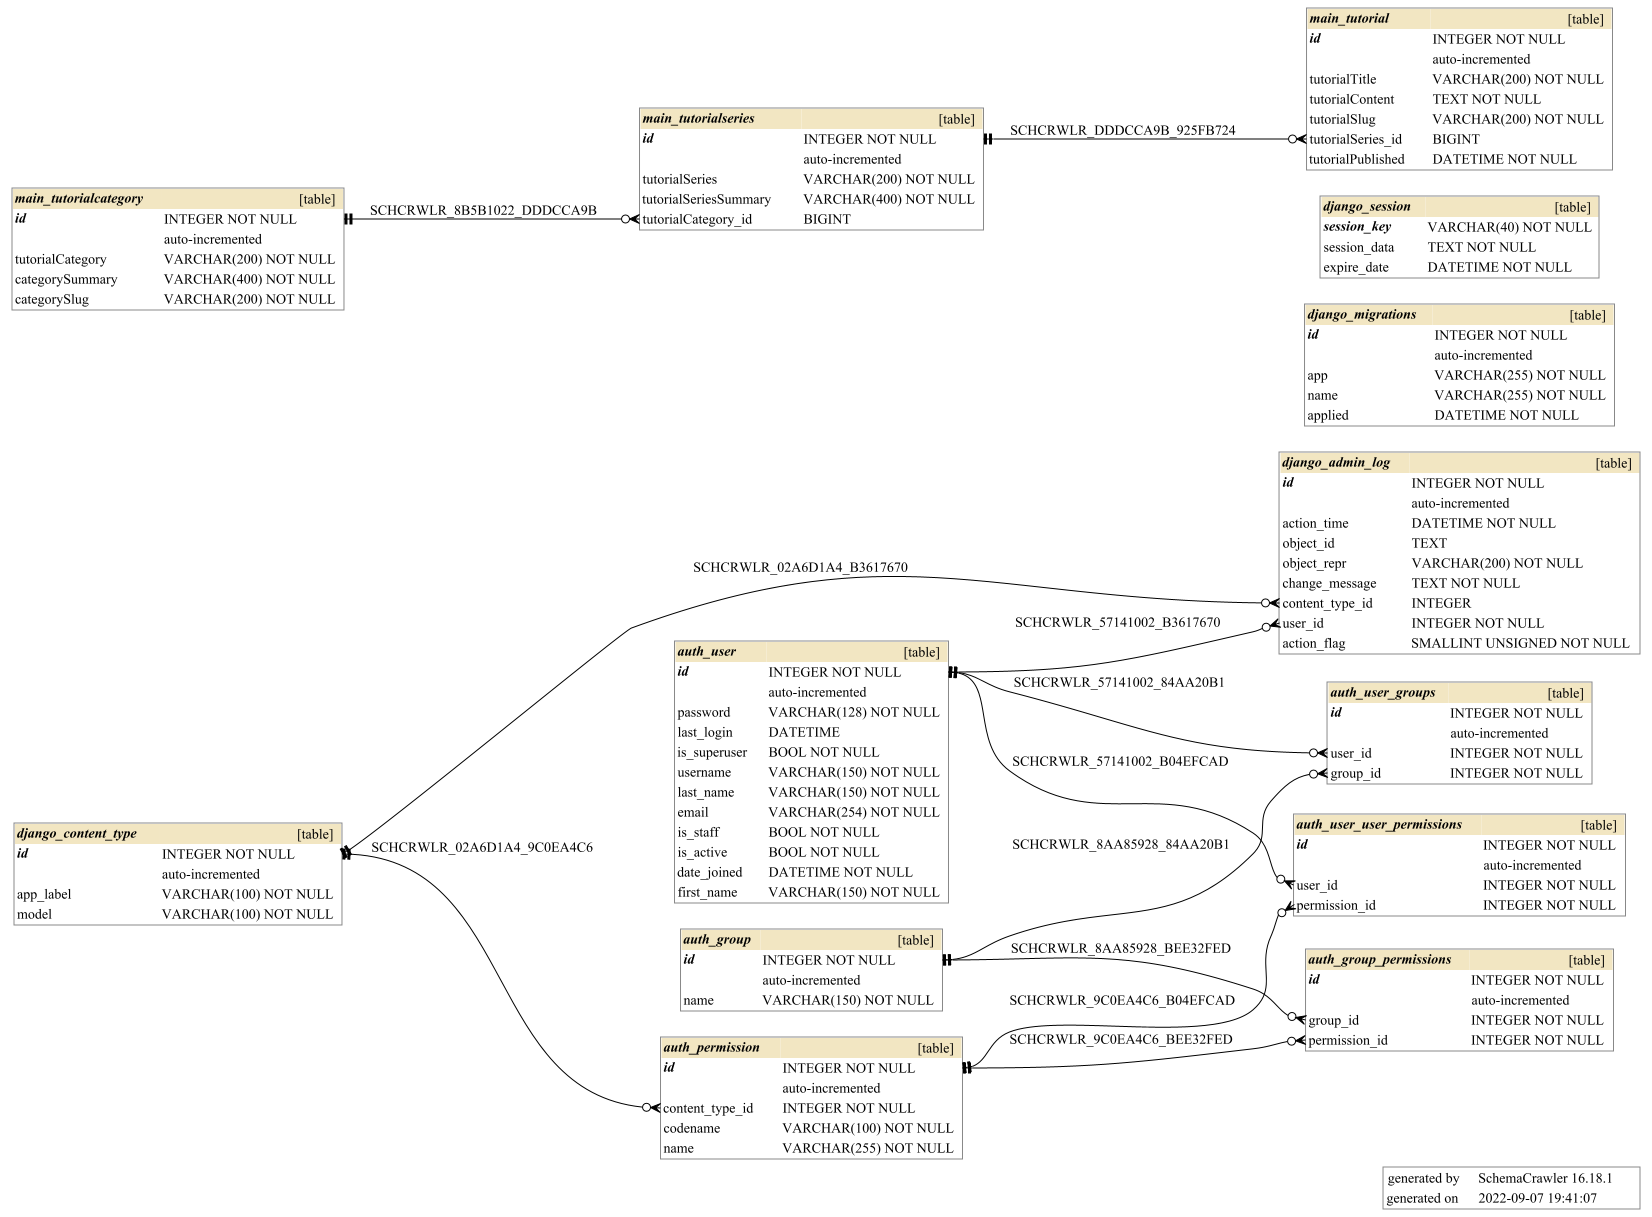 main_tutorial [table]
id INTEGER NOT NULL
auto-incremented
tutorialTitle VARCHAR(200) NOT NULL
tutorialContent TEXT NOT NULL
tutorialSlug VARCHAR(200) NOT NULL
tutorialSeries_id BIGINT
tutorialPublished DATETIME NOT NULL
SCHCRWLR_DDDCCA9B_925FB724
main_tutorialseries [table]
id INTEGER NOT NULL
auto-incremented
tutorialSeries VARCHAR(200) NOT NULL
tutorialSeriesSummary VARCHAR(400) NOT NULL
tutorialCategory_id BIGINT
SCHCRWLR_8B5B1022_DDDCCA9B
main_tutorialcategory [table]
id INTEGER NOT NULL
auto-incremented
tutorialCategory VARCHAR(200) NOT NULL
categorySummary VARCHAR(400) NOT NULL
categorySlug VARCHAR(200) NOT NULL
django_session [table]
session_key VARCHAR(40) NOT NULL
session_data TEXT NOT NULL
expire_date DATETIME NOT NULL
django_migrations [table]
id INTEGER NOT NULL
auto-incremented
app VARCHAR(255) NOT NULL
name VARCHAR(255) NOT NULL
applied DATETIME NOT NULL
django_admin_log [table]
id INTEGER NOT NULL
auto-incremented
action_time DATETIME NOT NULL
object_id TEXT
object_repr VARCHAR(200) NOT NULL
change_message TEXT NOT NULL
content_type_id INTEGER
user_id INTEGER NOT NULL
action_flag SMALLINT UNSIGNED NOT NULL
SCHCRWLR_02A6D1A4_B3617670
SCHCRWLR_57141002_B3617670
auth_user [table]
id INTEGER NOT NULL
auto-incremented
password VARCHAR(128) NOT NULL
last_login DATETIME
is_superuser BOOL NOT NULL
username VARCHAR(150) NOT NULL
last_name VARCHAR(150) NOT NULL
email VARCHAR(254) NOT NULL
is_staff BOOL NOT NULL
is_active BOOL NOT NULL
date_joined DATETIME NOT NULL
first_name VARCHAR(150) NOT NULL
SCHCRWLR_57141002_84AA20B1
SCHCRWLR_57141002_B04EFCAD
SCHCRWLR_8AA85928_84AA20B1
auth_user_groups [table]
id INTEGER NOT NULL
auto-incremented
user_id INTEGER NOT NULL
group_id INTEGER NOT NULL
auth_user_user_permissions [table]
id INTEGER NOT NULL
auto-incremented
user_id INTEGER NOT NULL
permission_id INTEGER NOT NULL
django_content_type [table]
id INTEGER NOT NULL
auto-incremented
app_label VARCHAR(100) NOT NULL
model VARCHAR(100) NOT NULL
SCHCRWLR_02A6D1A4_9C0EA4C6
auth_group [table]
id INTEGER NOT NULL
auto-incremented
name VARCHAR(150) NOT NULL
SCHCRWLR_8AA85928_BEE32FED
SCHCRWLR_9C0EA4C6_B04EFCAD
SCHCRWLR_9C0EA4C6_BEE32FED
auth_group_permissions [table]
id INTEGER NOT NULL
auto-incremented
group_id INTEGER NOT NULL
permission_id INTEGER NOT NULL
auth_permission [table]
id INTEGER NOT NULL
auto-incremented
content_type_id INTEGER NOT NULL
codename VARCHAR(100) NOT NULL
name VARCHAR(255) NOT NULL
generated by SchemaCrawler 16.18.1
generated on 2022-09-07 19:41:07